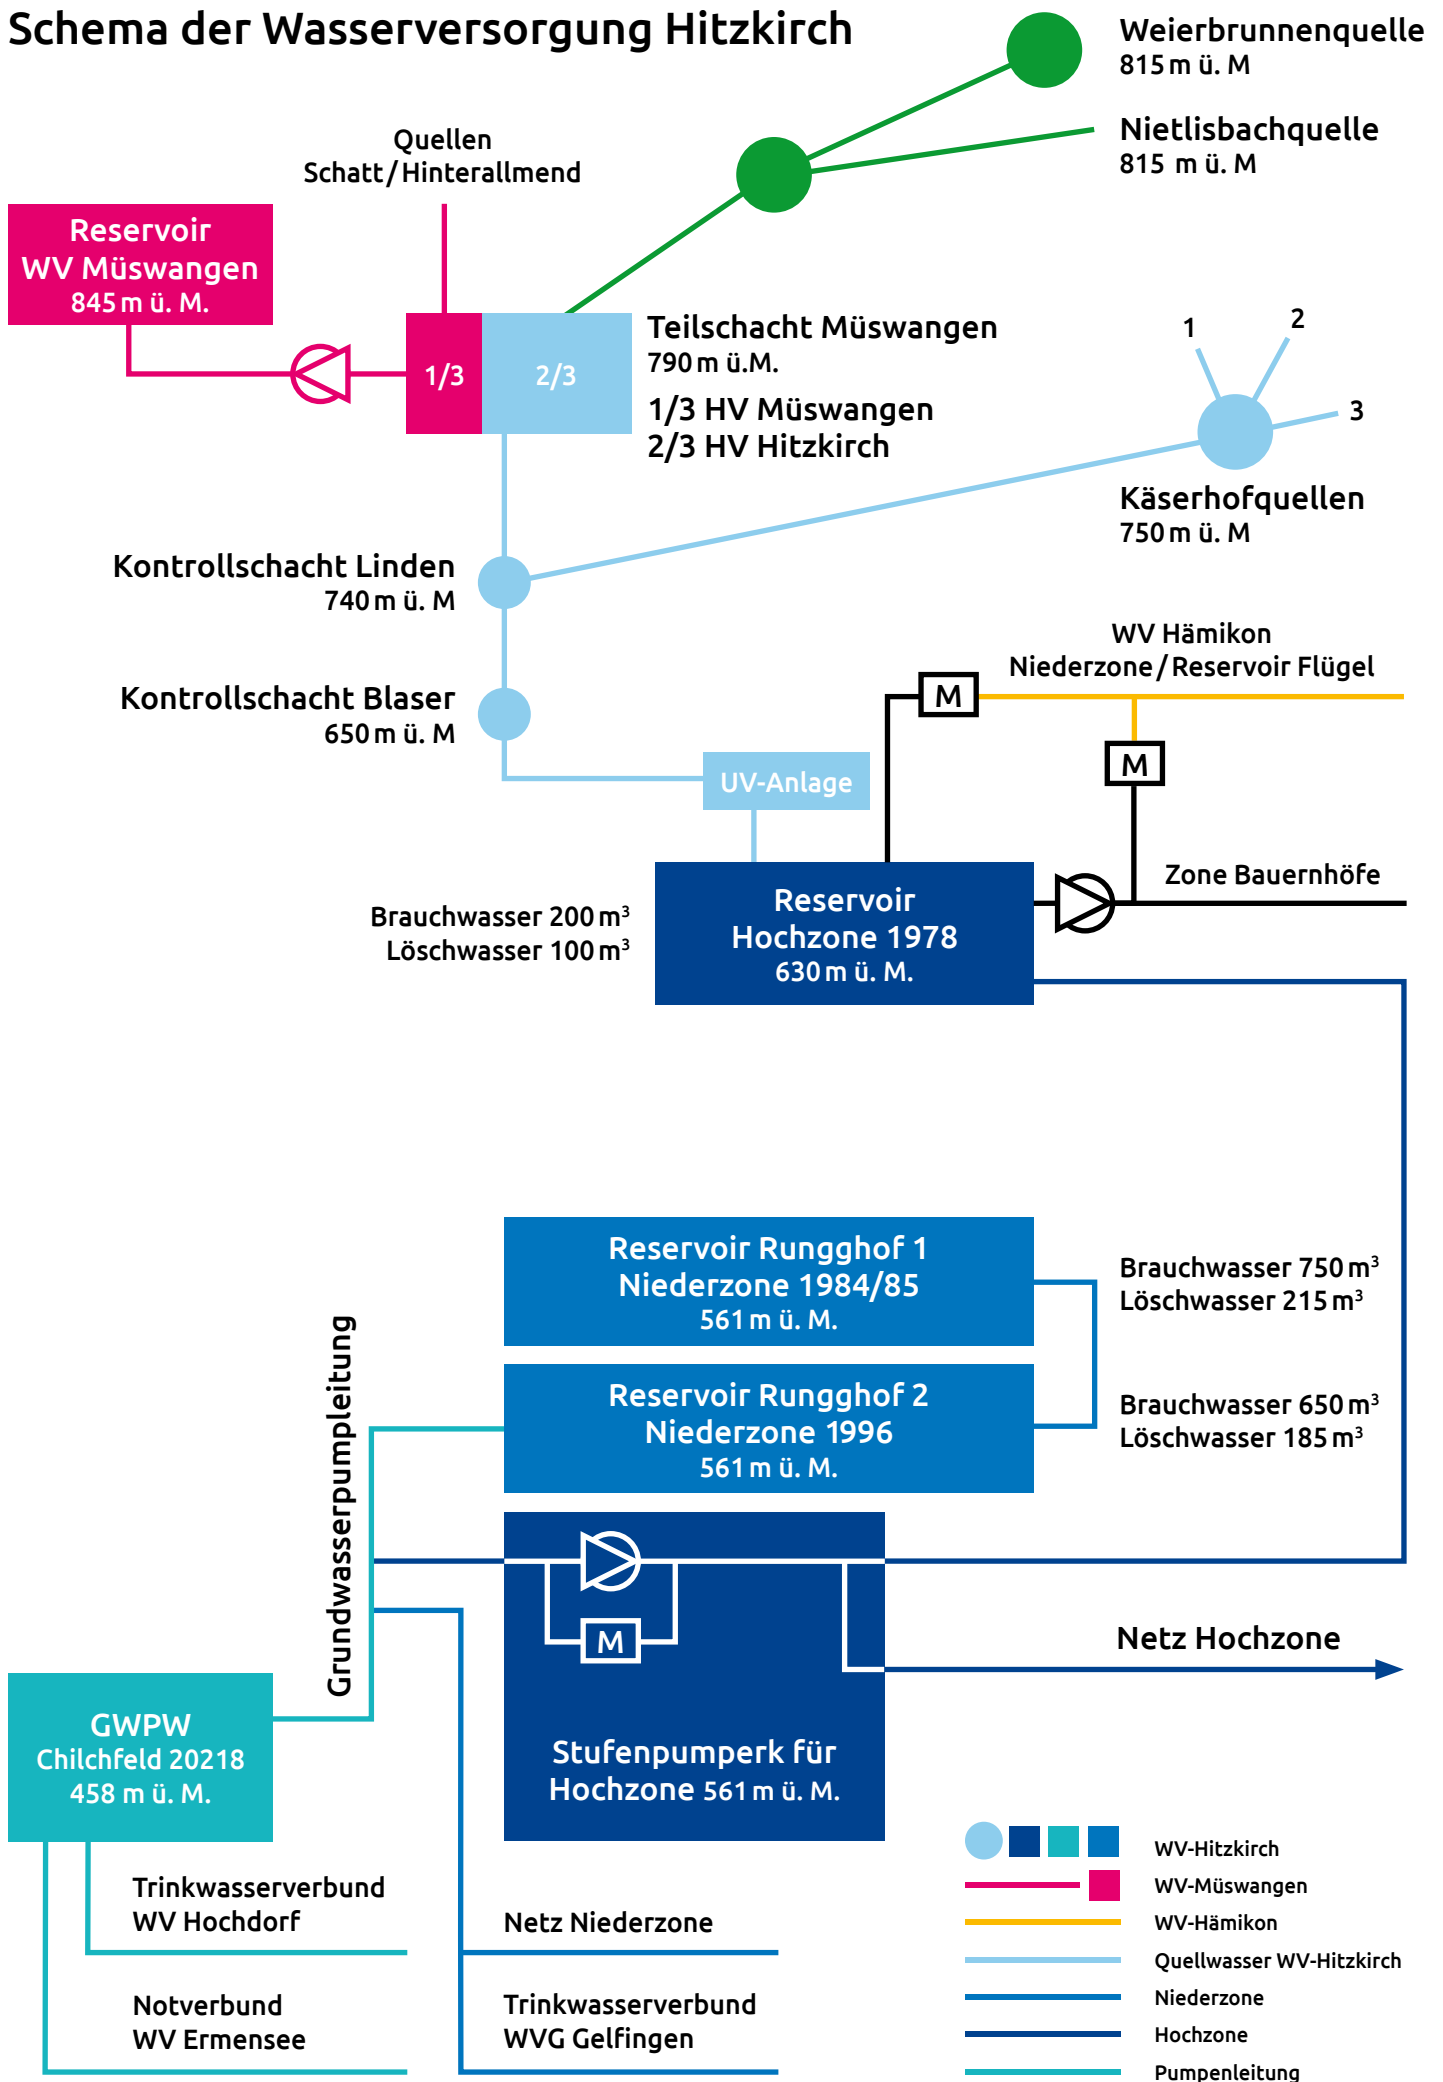 Schema der Wasserversorgung Hitzkirch
Weierbrunnenquelle
815 m ü. M
Nietlisbachquelle
815 m ü. M
Quellen
Schatt / Hinterallmend
Reservoir
WV Müswangen
845 m ü. M.
1/3
2/3
Teilschacht Müswangen
790 m ü.M.
1/3 HV Müswangen
2/3 HV Hitzkirch
1
2
3
Käserhofquellen
750 m ü. M
Kontrollschacht Linden
740 m ü. M
Kontrollschacht Blaser
650 m ü. M
WV Hämikon
Niederzone / Reservoir Flügel
M
M
UV-Anlage
Zone Bauernhöfe
Brauchwasser 200 m³
Löschwasser 100 m³
Reservoir
Hochzone 1978
630 m ü. M.
Reservoir Rungghof 1
Niederzone 1984/85
561 m ü. M.
Brauchwasser 750 m³
Löschwasser 215 m³
Reservoir Rungghof 2
Niederzone 1996
561 m ü. M.
Brauchwasser 650 m³
Löschwasser 185 m³
Grundwasserpumpleitung
M
Netz Hochzone
Stufenpumperk für
Hochzone 561 m ü. M.
GWPW
Chilchfeld 20218
458 m ü. M.
Trinkwasserverbund
WV Hochdorf
Notverbund
WV Ermensee
Netz Niederzone
Trinkwasserverbund
WVG Gelfingen
WV-Hitzkirch
WV-Müswangen
WV-Hämikon
Quellwasser WV-Hitzkirch
Niederzone
Hochzone
Pumpenleitung